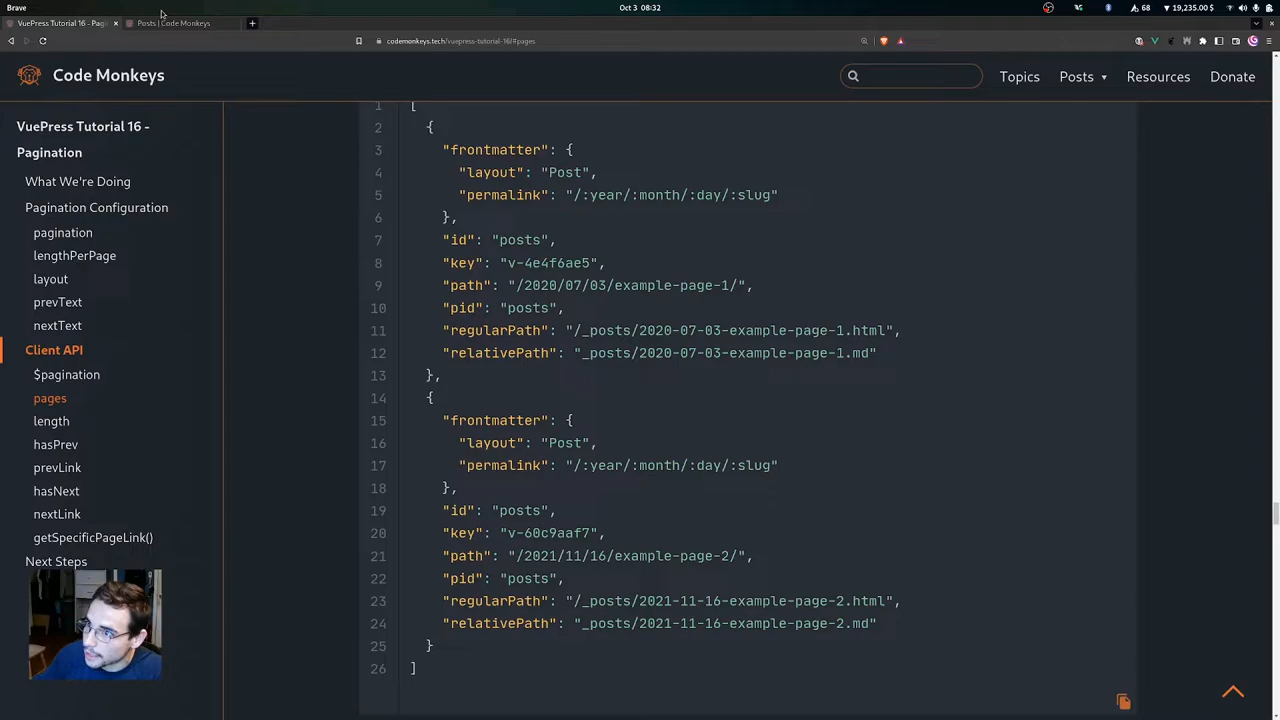 Brave
Oct 3 08:32
68
19,235.00 $
VuePress Tutorial 16 - Pagi
Posts | Code Monkeys
codemonkeys.tech/vuepress-tutorial-16/#pages
Code Monkeys
Topics
Posts
Resources
Donate
VuePress Tutorial 16 -
Pagination
What We're Doing
Pagination Configuration
pagination
lengthPerPage
layout
prevText
nextText
Client API
$pagination
pages
length
hasPrev
prevLink
hasNext
nextLink
getSpecificPageLink()
Next Steps
1 [
2 {
3 "frontmatter": {
4 "layout": "Post",
5 "permalink": "/:year/:month/:day/:slug"
6 },
7 "id": "posts",
8 "key": "v-4e4f6ae5",
9 "path": "/2020/07/03/example-page-1/",
10 "pid": "posts",
11 "regularPath": "/_posts/2020-07-03-example-page-1.html",
12 "relativePath": "_posts/2020-07-03-example-page-1.md"
13 },
14 {
15 "frontmatter": {
16 "layout": "Post",
17 "permalink": "/:year/:month/:day/:slug"
18 },
19 "id": "posts",
20 "key": "v-60c9aaf7",
21 "path": "/2021/11/16/example-page-2/",
22 "pid": "posts",
23 "regularPath": "/_posts/2021-11-16-example-page-2.html",
24 "relativePath": "_posts/2021-11-16-example-page-2.md"
25 }
26 ]